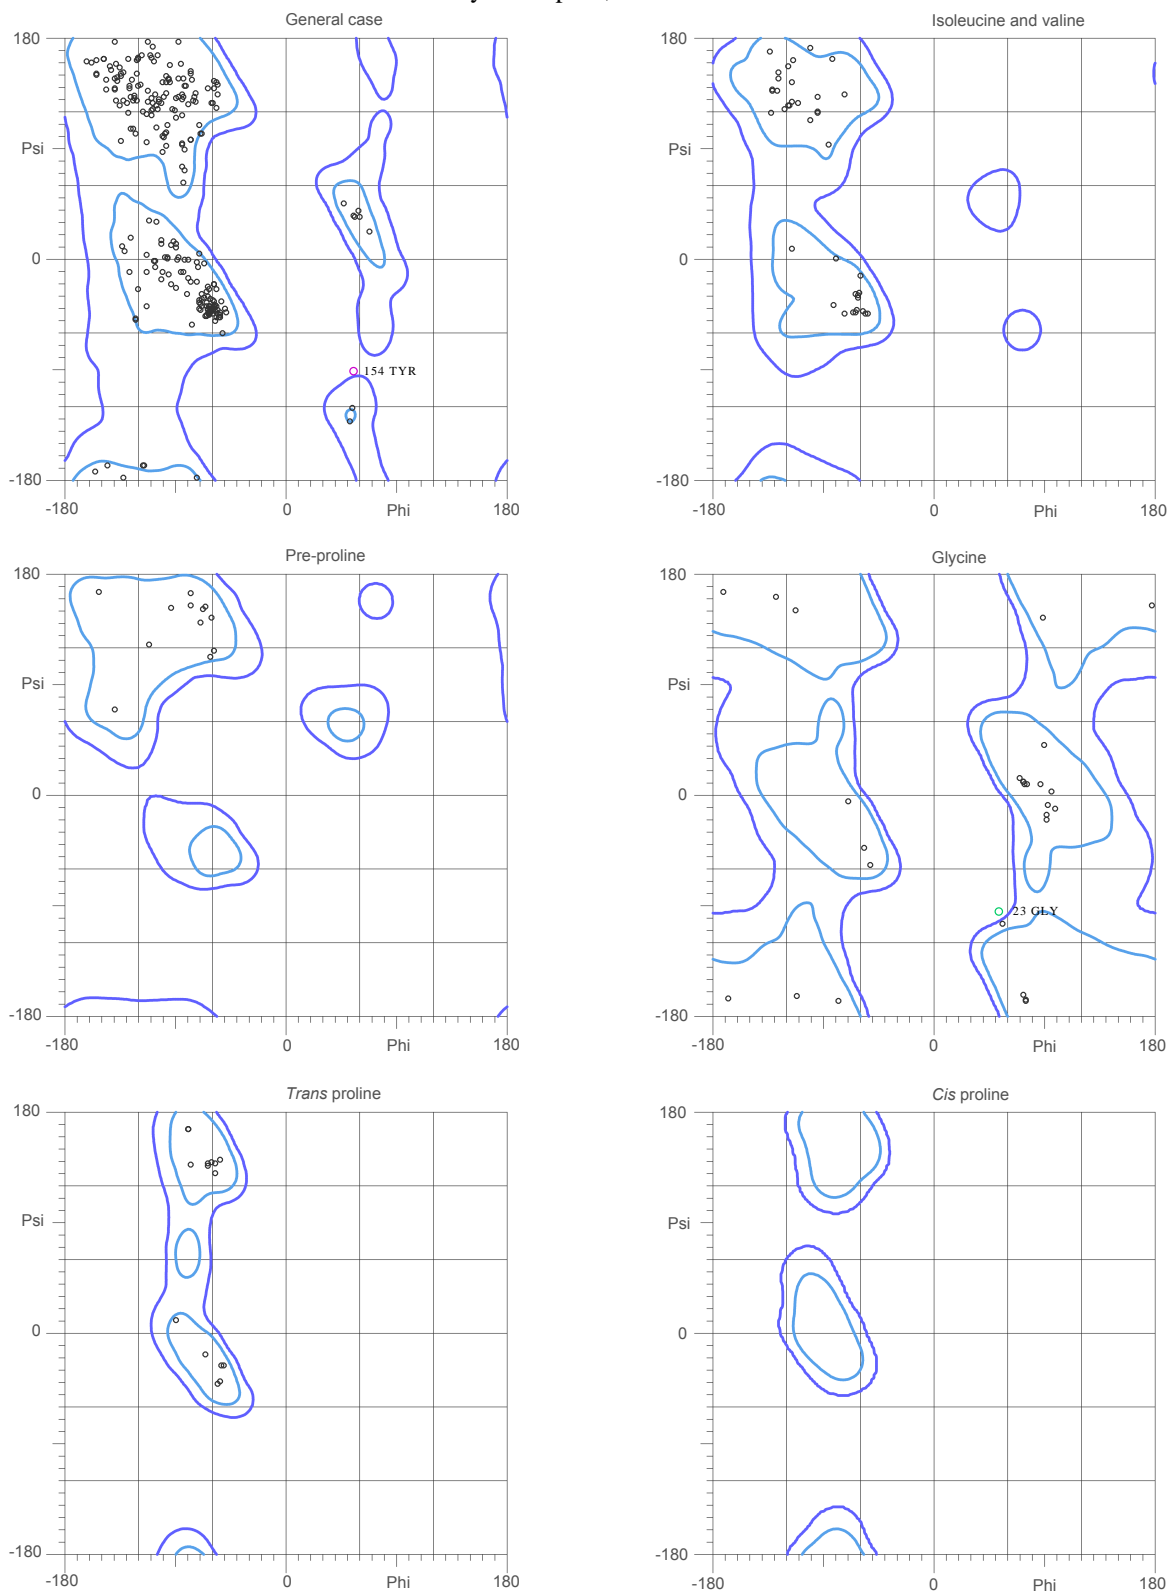 General case
Isoleucine and valine
180
180
Psi
Psi
0
0
154 TYR
-180
-180
-180
0
Phi
180
-180
0
Phi
180
Pre-proline
Glycine
180
180
Psi
Psi
0
0
23 GLY
-180
-180
-180
0
Phi
180
-180
0
Phi
180
Trans proline
Cis proline
180
180
Psi
Psi
0
0
-180
-180
-180
0
Phi
180
-180
0
Phi
180